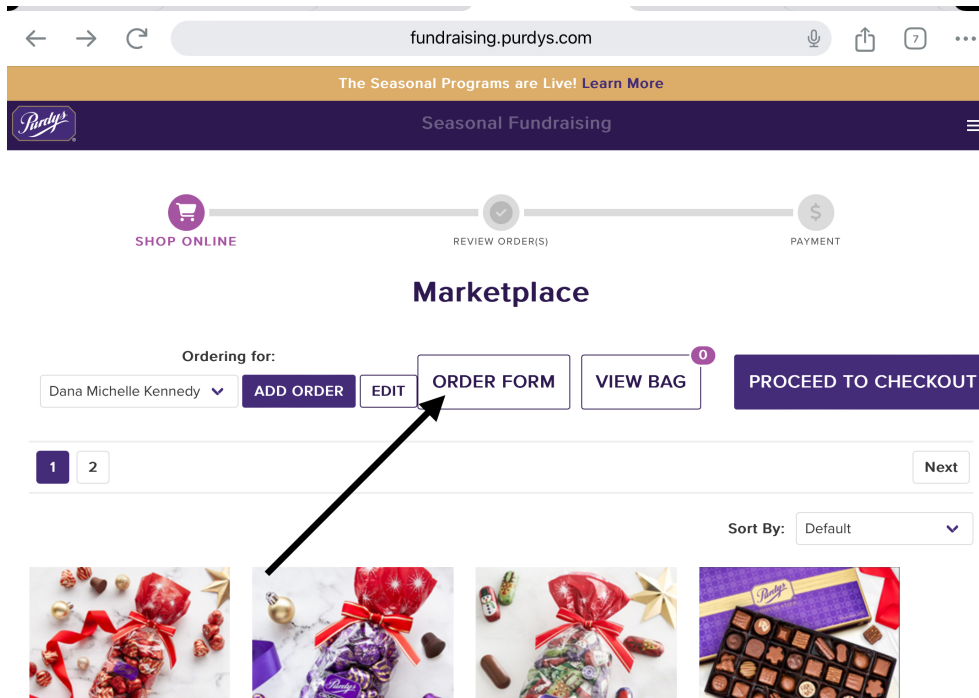 fundraising.purdys.com
7
The Seasonal Programs are Live! Learn More
Purdys
Seasonal Fundraising
$
SHOP ONLINE
REVIEW ORDER(S)
PAYMENT
Marketplace
Ordering for:
0
Dana Michelle Kennedy
ADD ORDER
EDIT
ORDER FORM
VIEW BAG
PROCEED TO CHECKOUT
1
2
Next
Sort By:
Default
Purdys
Purdys